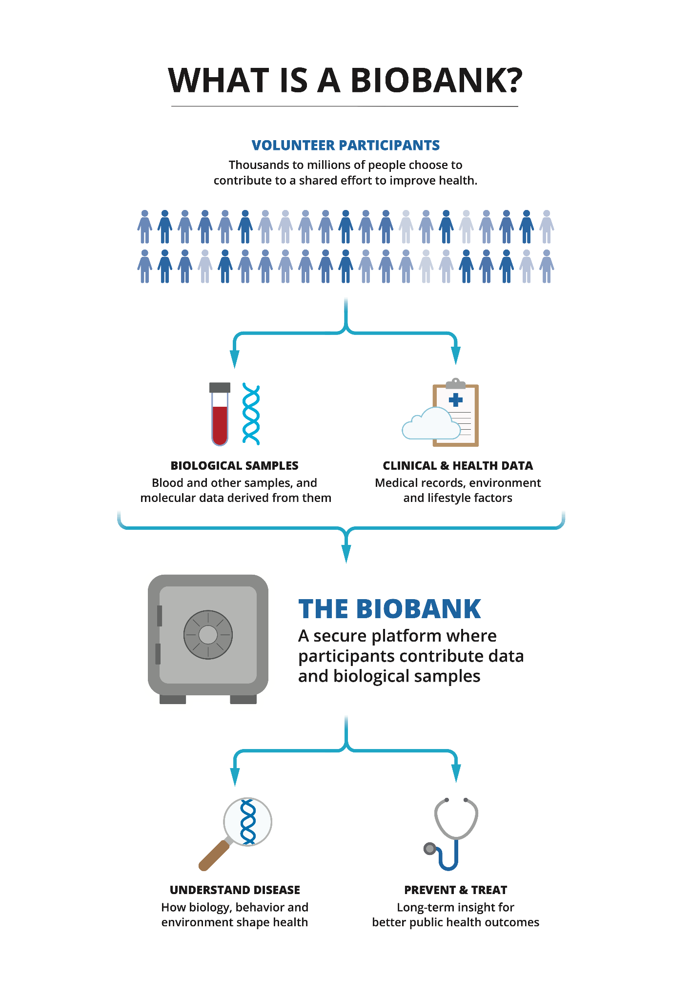 WHAT IS A BIOBANK?
VOLUNTEER PARTICIPANTS
Thousands to millions of people choose to
contribute to a shared effort to improve health.
BIOLOGICAL SAMPLES
Blood and other samples, and
molecular data derived from them
CLINICAL & HEALTH DATA
Medical records, environment
and lifestyle factors
THE BIOBANK
A secure platform where
participants contribute data
and biological samples
UNDERSTAND DISEASE
How biology, behavior and
environment shape health
PREVENT & TREAT
Long-term insight for
better public health outcomes